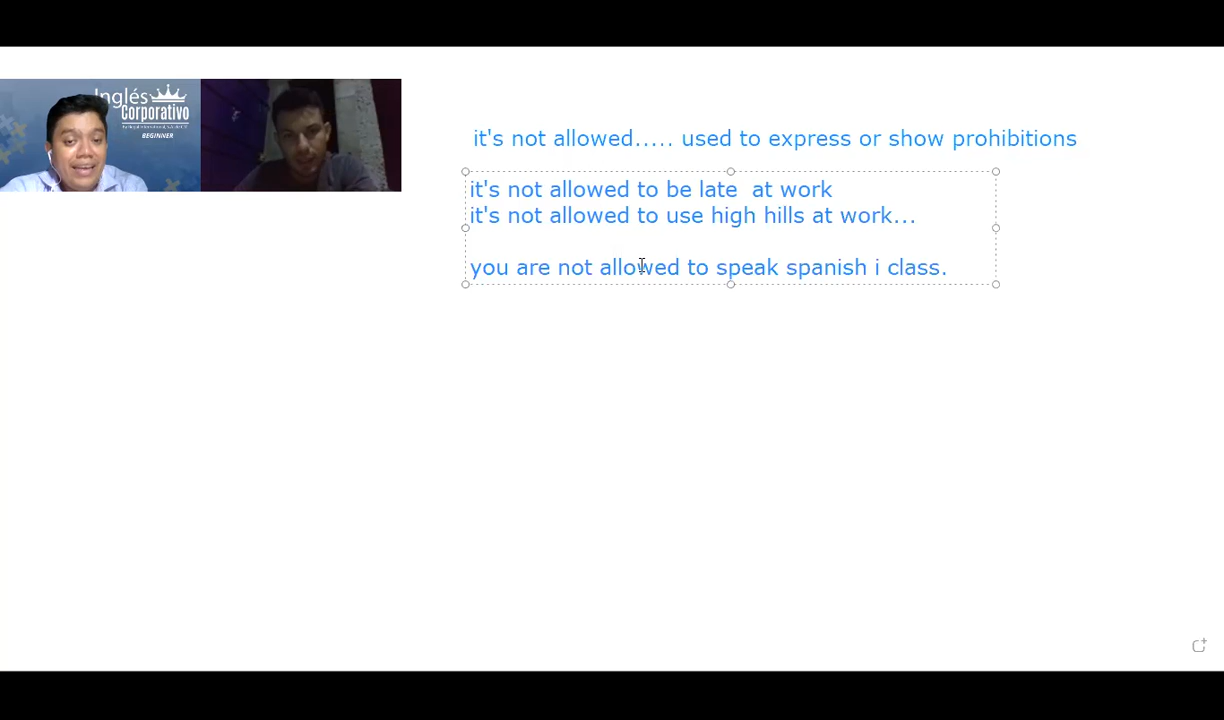 Inglés
Corporativo
BEGINNER
it's not allowed..... used to express or show prohibitions
it's not allowed to be late  at work
it's not allowed to use high hills at work...
you are not allowed to speak spanish i class.